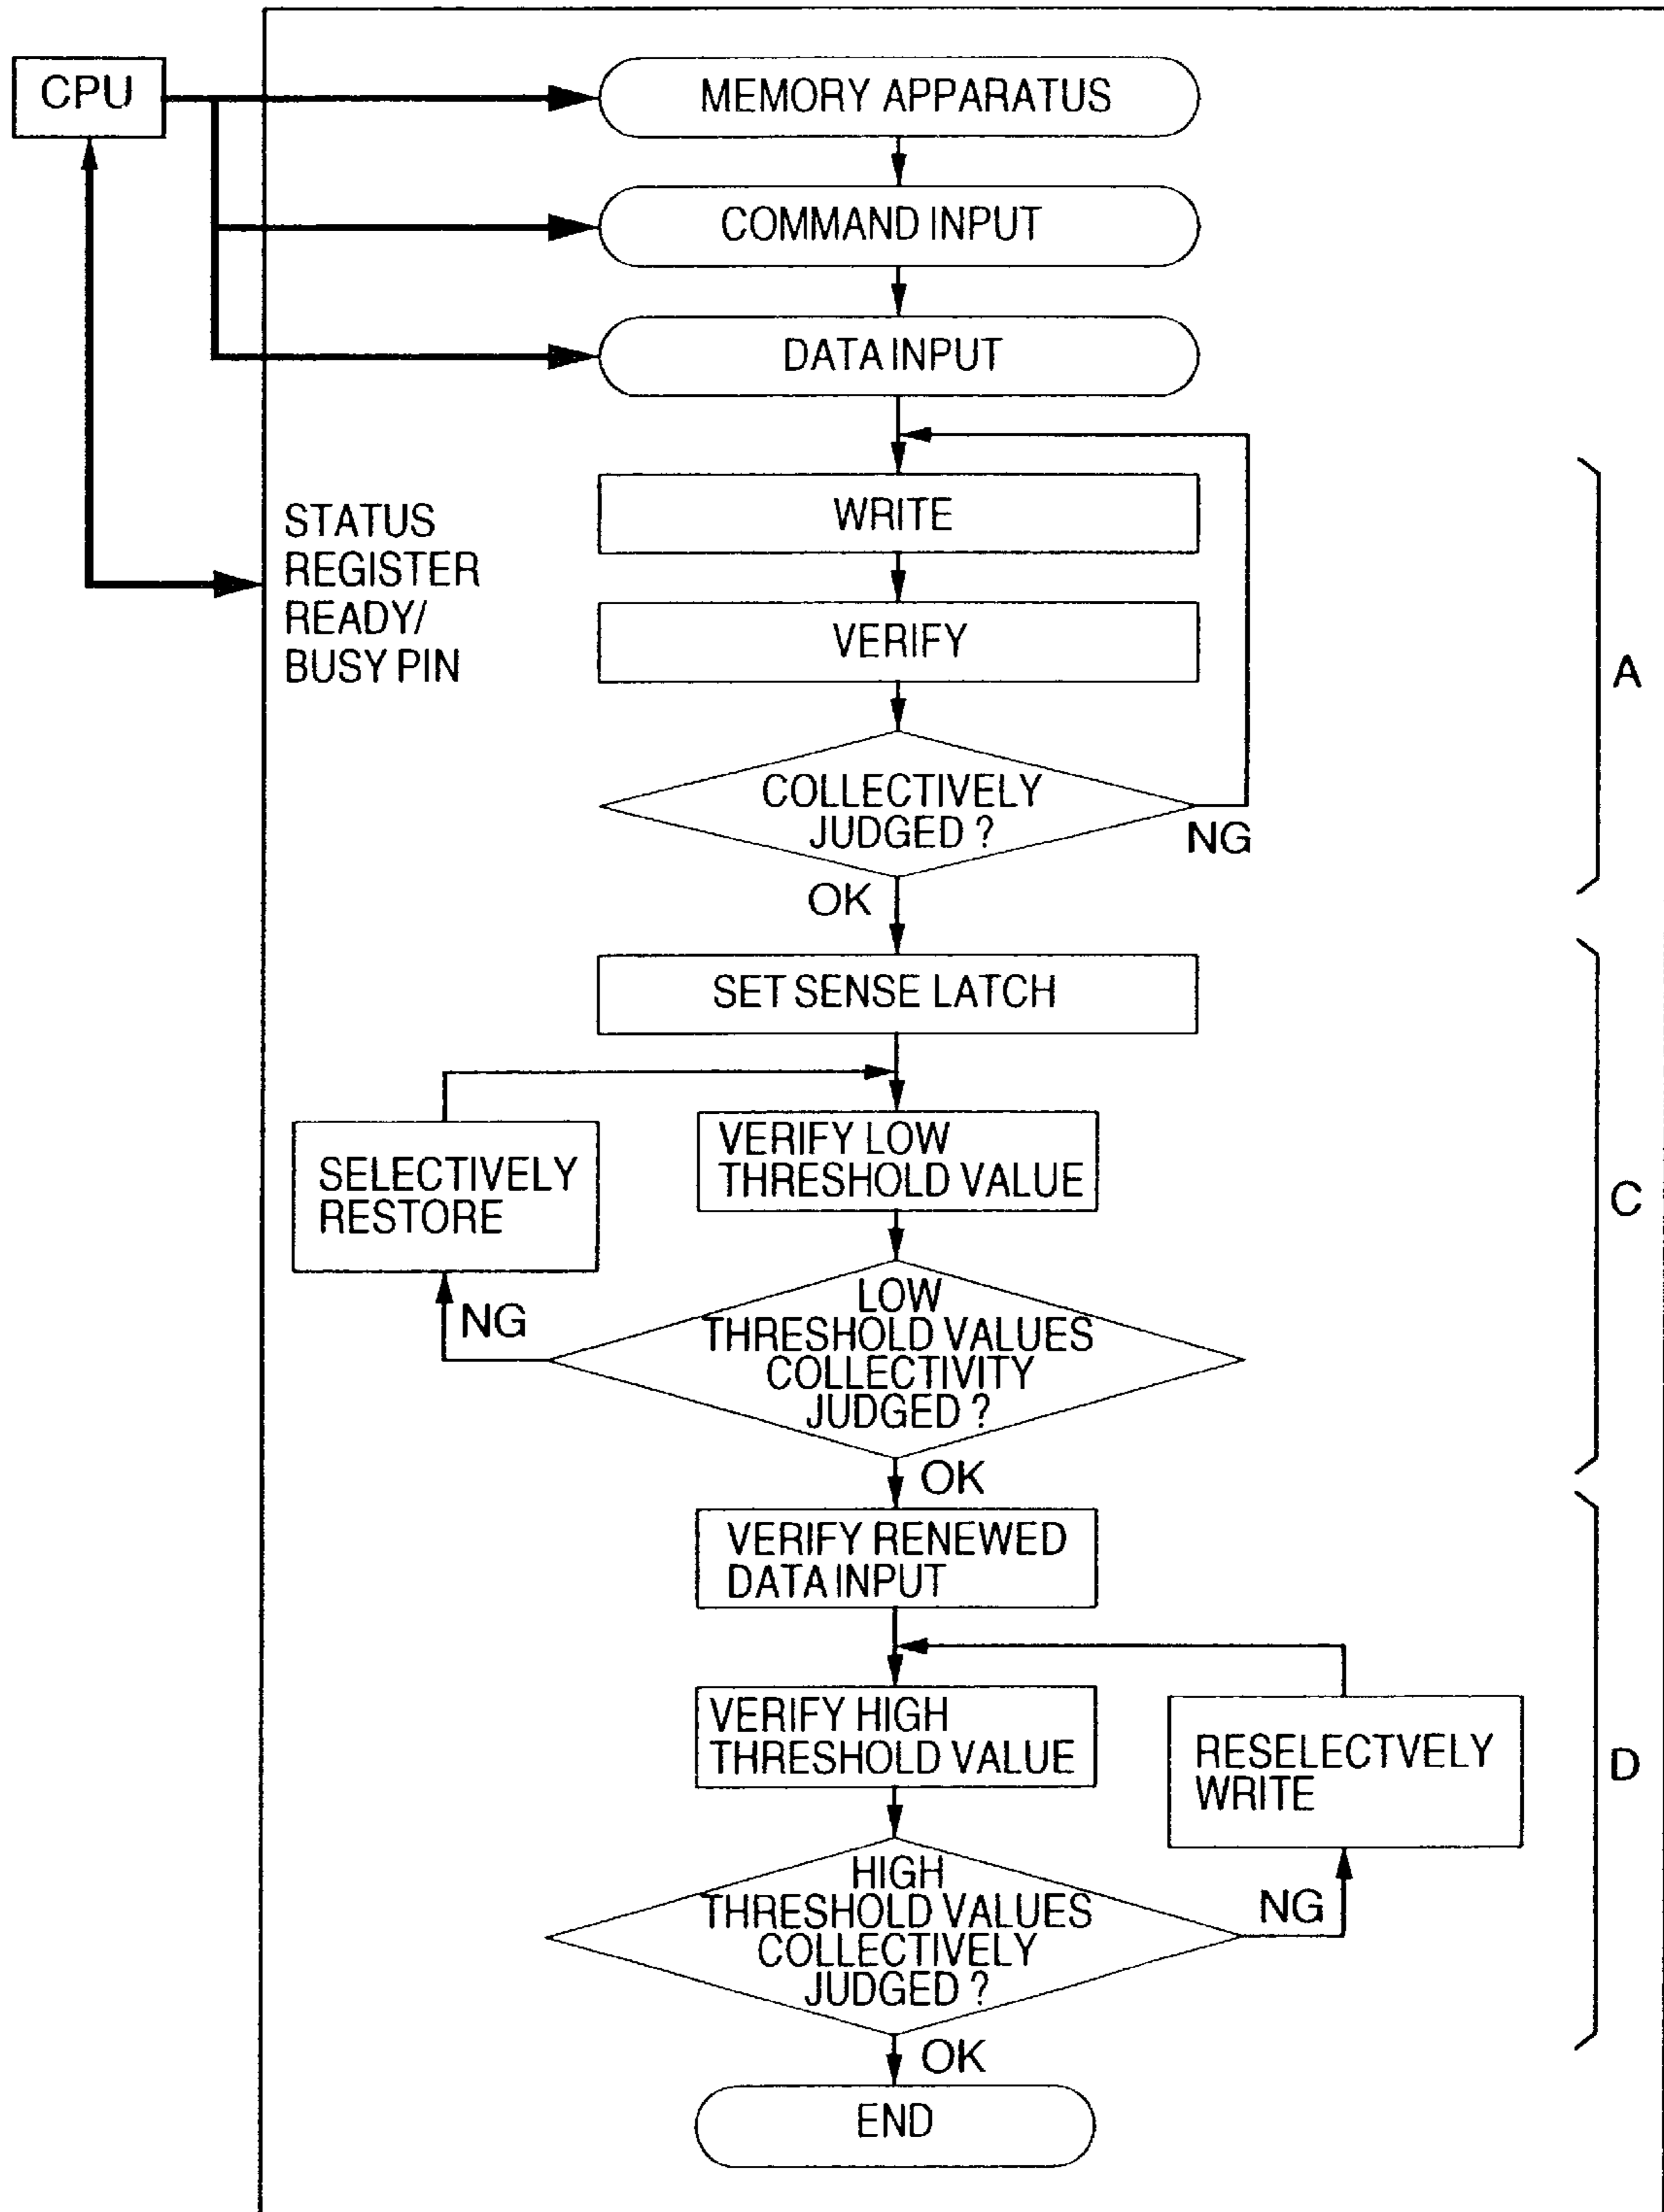 CPU
MEMORY APPARATUS
COMMAND INPUT
DATA INPUT
STATUS
REGISTER
READY/
BUSY PIN
WRITE
VERIFY
COLLECTIVELY
JUDGED ?
NG
OK
A
SET SENSE LATCH
VERIFY LOW
THRESHOLD VALUE
SELECTIVELY
RESTORE
NG
LOW
THRESHOLD VALUES
COLLECTIVITY
JUDGED ?
OK
C
VERIFY RENEWED
DATA INPUT
VERIFY HIGH
THRESHOLD VALUE
RESELECTVELY
WRITE
HIGH
THRESHOLD VALUES
COLLECTIVELY
JUDGED ?
NG
OK
D
END